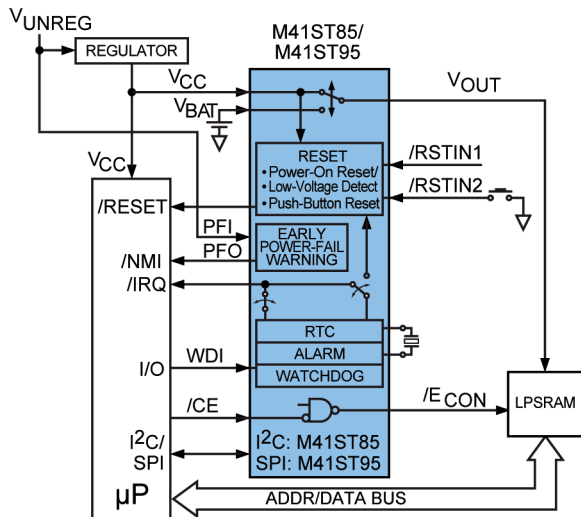 VUNREG
REGULATOR
M41ST85/
M41ST95
VCC
VBAT
VOUT
VCC
RESET
• Power-On Reset/
• Low-Voltage Detect
• Push-Button Reset
/RSTIN1
/RSTIN2
/RESET
PFI
EARLY
POWER-FAIL
WARNING
PFO
/NMI
/IRQ
RTC
ALARM
WATCHDOG
I/O
WDI
/CE
/ECON
LPSRAM
I2C/
SPI
I2C: M41ST85
SPI: M41ST95
µP
ADDR/DATA BUS